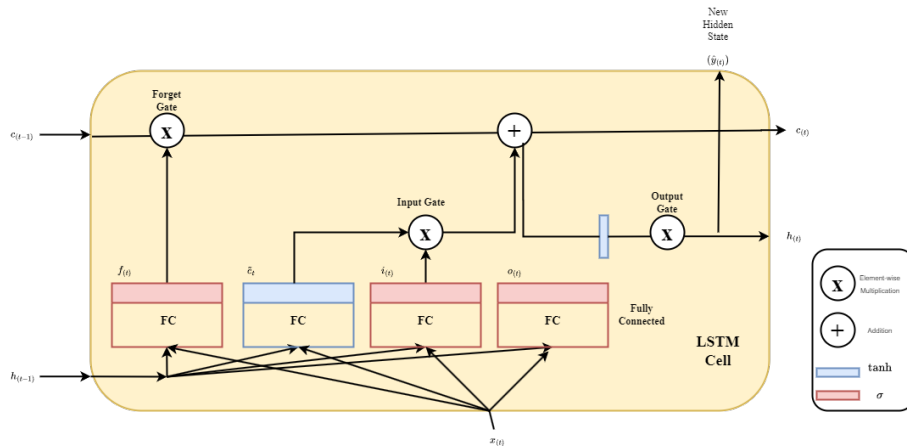 New
Hidden
State
(ŷ(t))
Forget
Gate
X
c(t−1)
+
c(t)
Input Gate
X
Output
Gate
X
h(t)
f(t)
c̃t
i(t)
o(t)
FC
FC
FC
FC
Fully
Connected
LSTM
Cell
h(t−1)
x(t)
X
Element-wise
Multiplication
+
Addition
tanh
σ